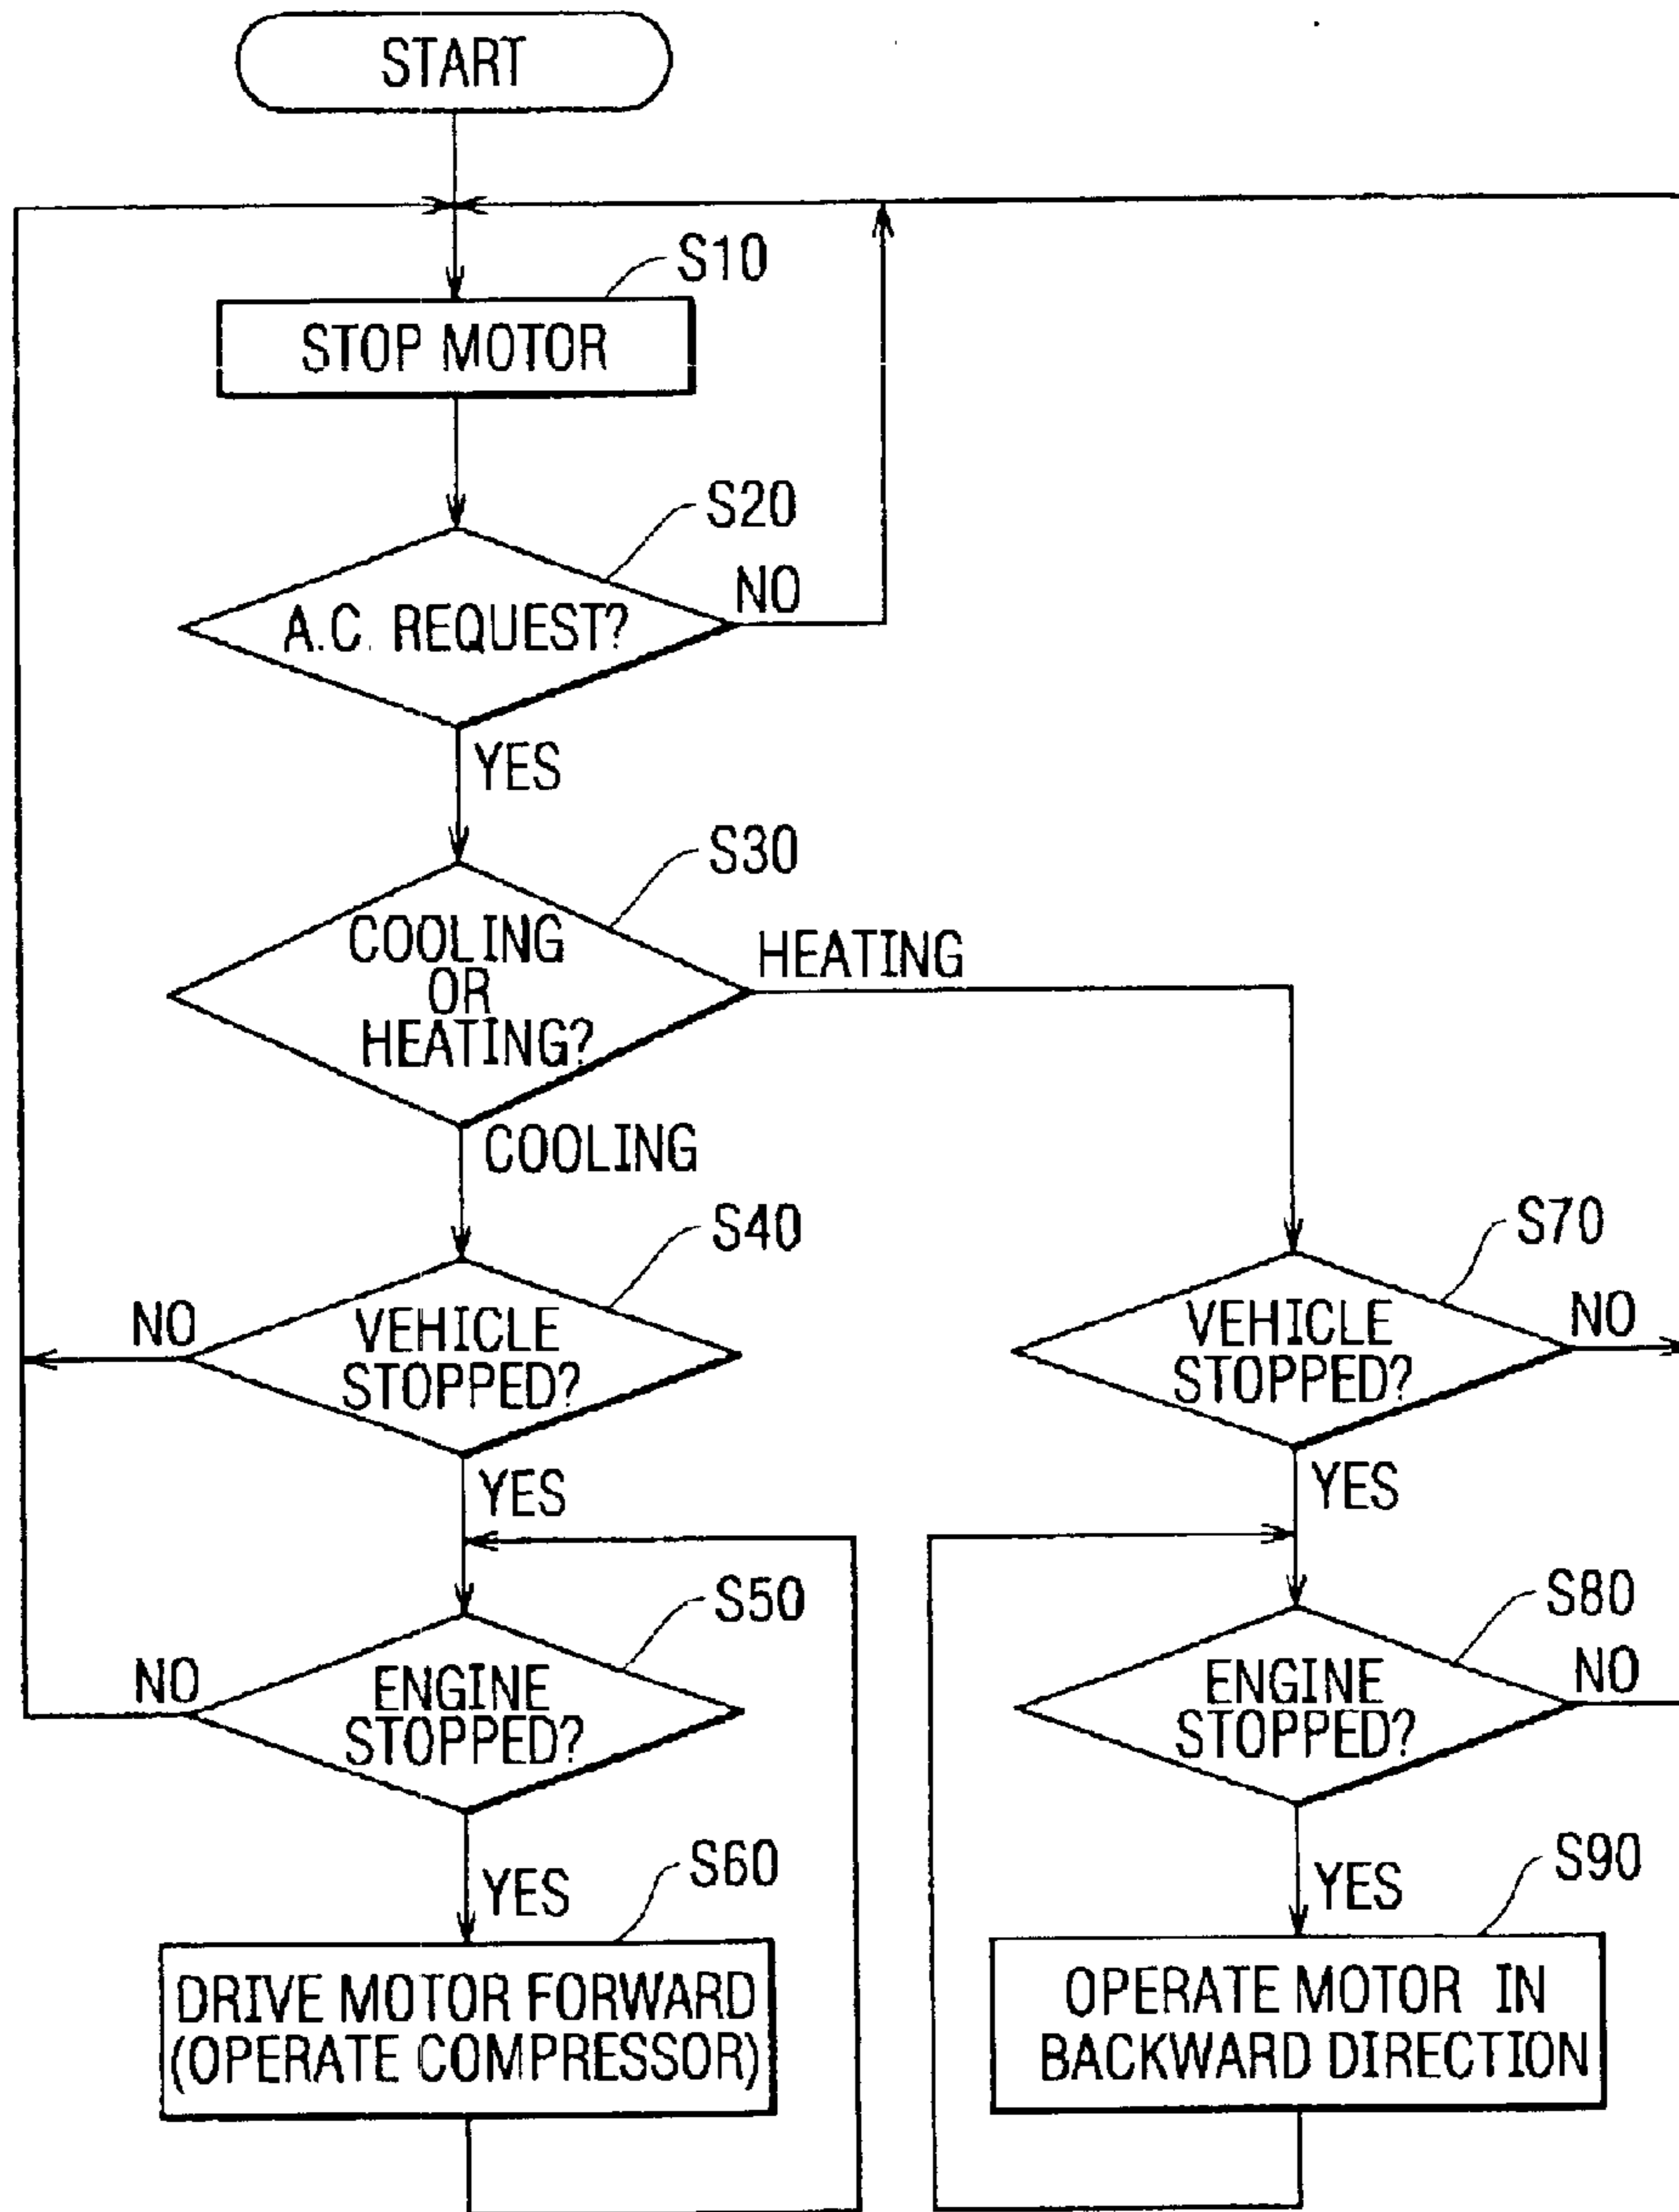 START
S10
STOP MOTOR
S20
A.C. REQUEST?
NO
YES
S30
COOLING
OR
HEATING?
HEATING
COOLING
S40
VEHICLE
STOPPED?
NO
YES
S50
ENGINE
STOPPED?
NO
YES
S60
DRIVE MOTOR FORWARD
(OPERATE COMPRESSOR)
S70
VEHICLE
STOPPED?
NO
YES
S80
ENGINE
STOPPED?
NO
YES
S90
OPERATE MOTOR IN
BACKWARD DIRECTION